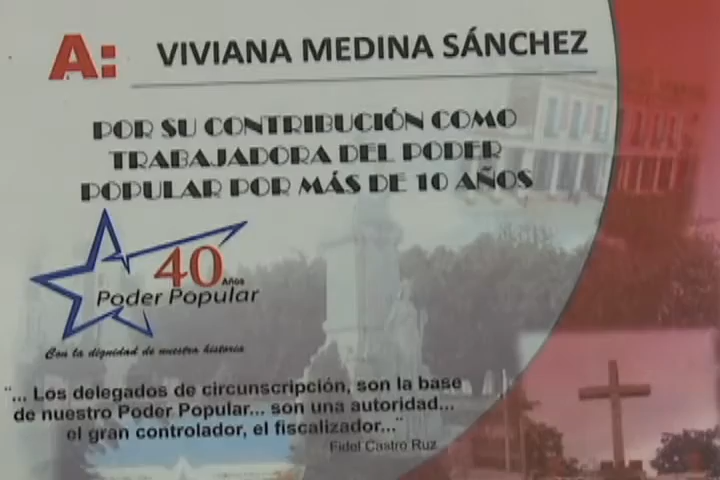 A: VIVIANA MEDINA SÁNCHEZ
POR SU CONTRIBUCIÓN COMO
TRABAJADORA DEL PODER
POPULAR POR MÁS DE 10 AÑOS
40 Años
Poder Popular
Con la dignidad de nuestra historia
"... Los delegados de circunscripción, son la base
de nuestro Poder Popular... son una autoridad...
el gran controlador, el fiscalizador..."
Fidel Castro Ruz